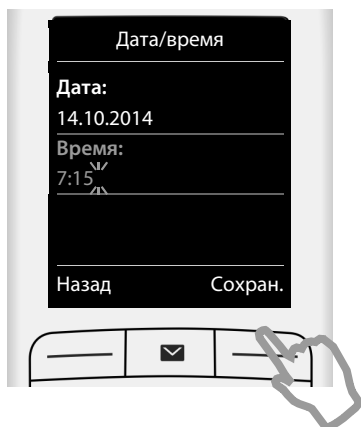 Дата/время
Дата:
14.10.2014
Время:
7:15
Назад Сохран.